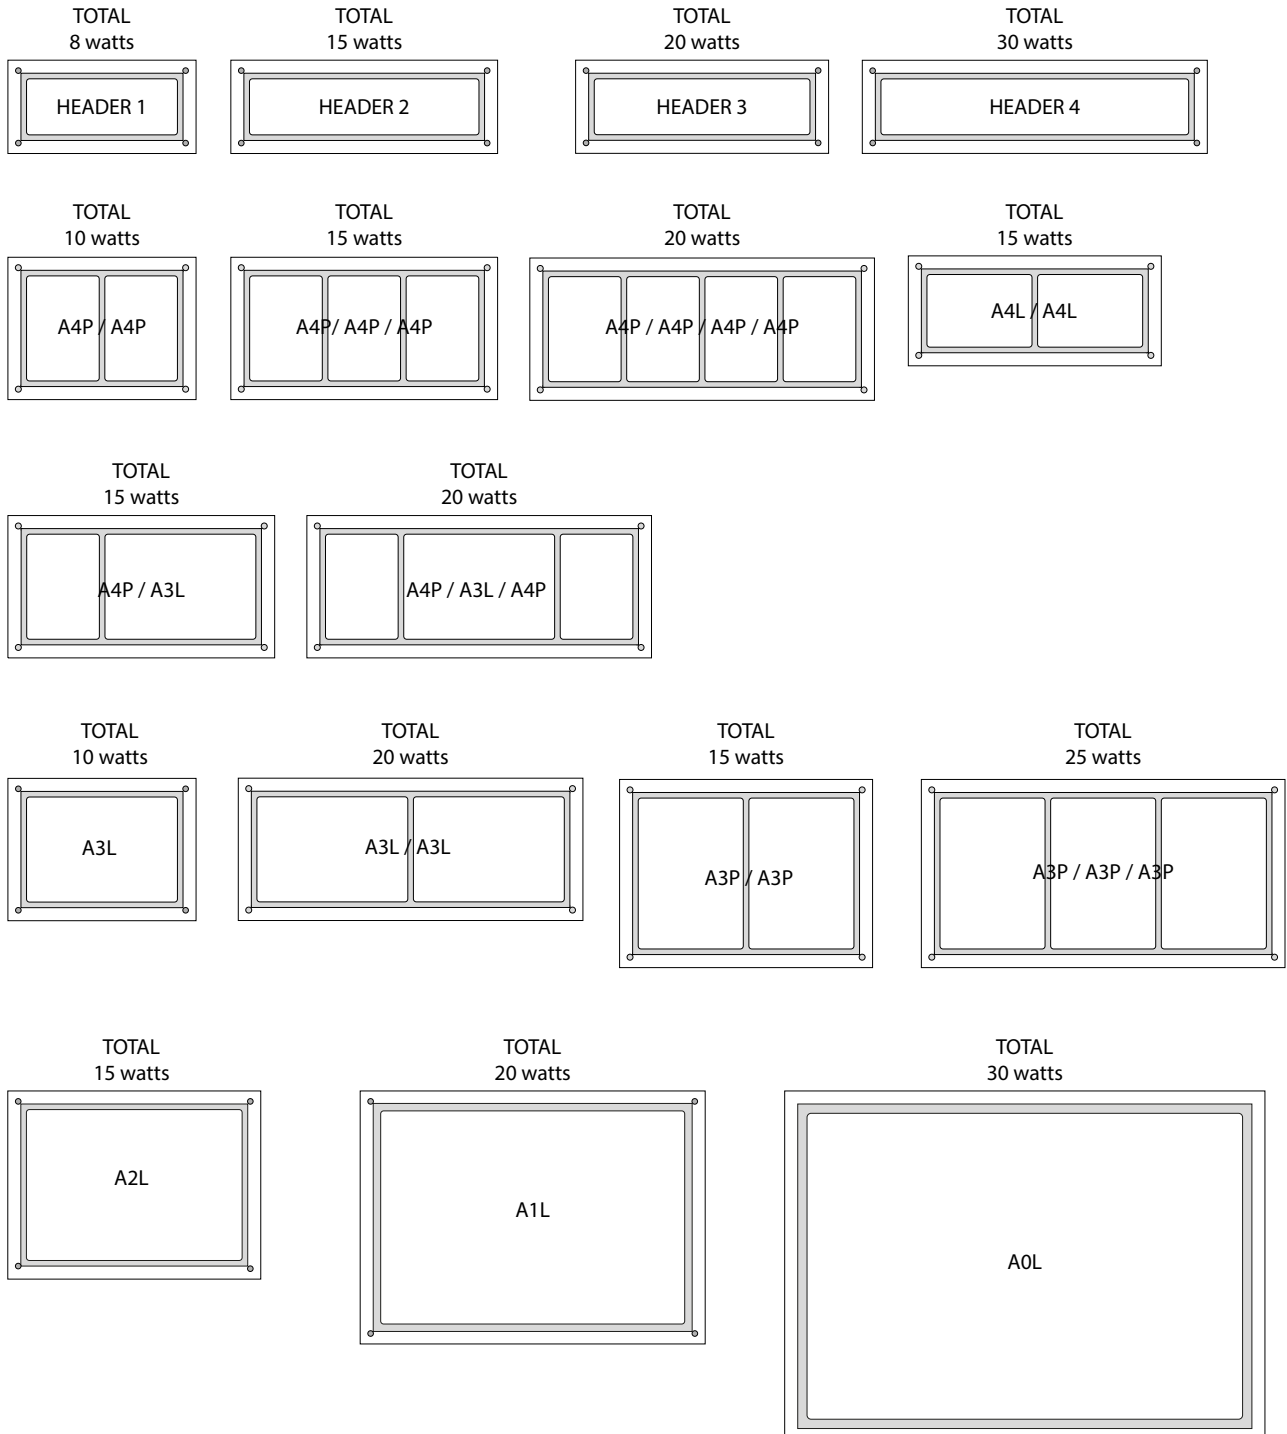 TOTAL
8 watts
HEADER 1
TOTAL
15 watts
HEADER 2
TOTAL
20 watts
HEADER 3
TOTAL
30 watts
HEADER 4
TOTAL
10 watts
A4P / A4P
TOTAL
15 watts
A4P/ A4P / A4P
TOTAL
20 watts
A4P / A4P / A4P / A4P
TOTAL
15 watts
A4L / A4L
TOTAL
15 watts
A4P / A3L
TOTAL
20 watts
A4P / A3L / A4P
TOTAL
10 watts
A3L
TOTAL
20 watts
A3L / A3L
TOTAL
15 watts
A3P / A3P
TOTAL
25 watts
A3P / A3P / A3P
TOTAL
15 watts
A2L
TOTAL
20 watts
A1L
TOTAL
30 watts
A0L